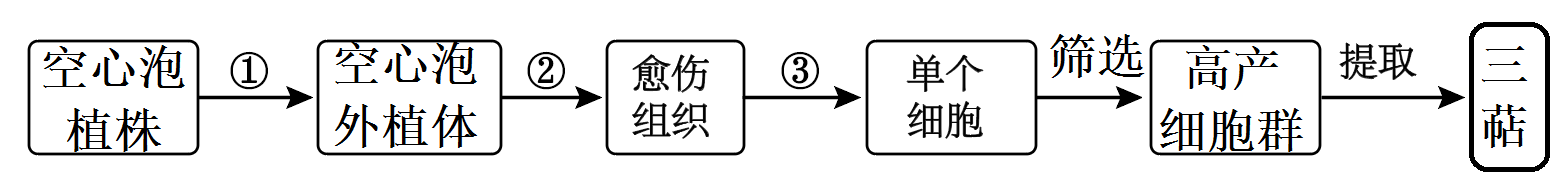 空心泡
植株
①
空心泡
外植体
②
愈伤
组织
③
单个
细胞
筛选
高产
细胞群
提取
三
萜